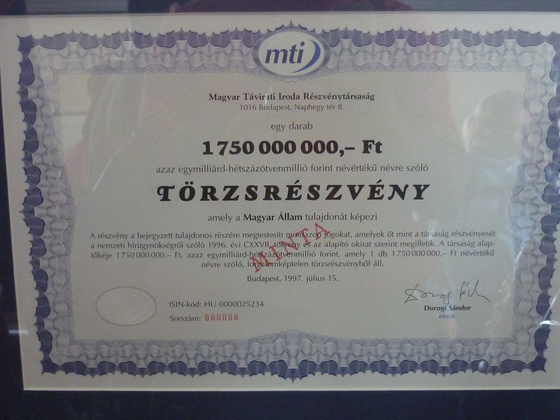 mti
Magyar Távirati Iroda Részvénytársaság
1016 Budapest, Naphegy tér 8.
egy darab
1 750 000 000,– Ft
azaz egymilliárd-hétszázötvenmillió forint névértékű névre szóló
TÖRZSRÉSZVÉNY
amely a Magyar Állam tulajdonát képezi
A részvény a bejegyzett tulajdonos részére megtestesíti mindazon jogokat, amelyek őt mint a társaság részvényesét
a nemzeti hírügynökségről szóló 1996. évi CXXVII. és az alapító okirat szerint megilletik. A társaság alap-
tőkéje 1 750 000 000,– Ft, azaz egymilliárd-hétszázötvenmillió forint, amely 1 db 1 750 000 000,– Ft névértékű
névre szóló, forgalomképtelen törzsrészvényből áll.
MINTA
Budapest, 1997. július 15.
ISIN-kód: HU 0000025234
Sorszám: 000000
Dorogi Sándor
elnök